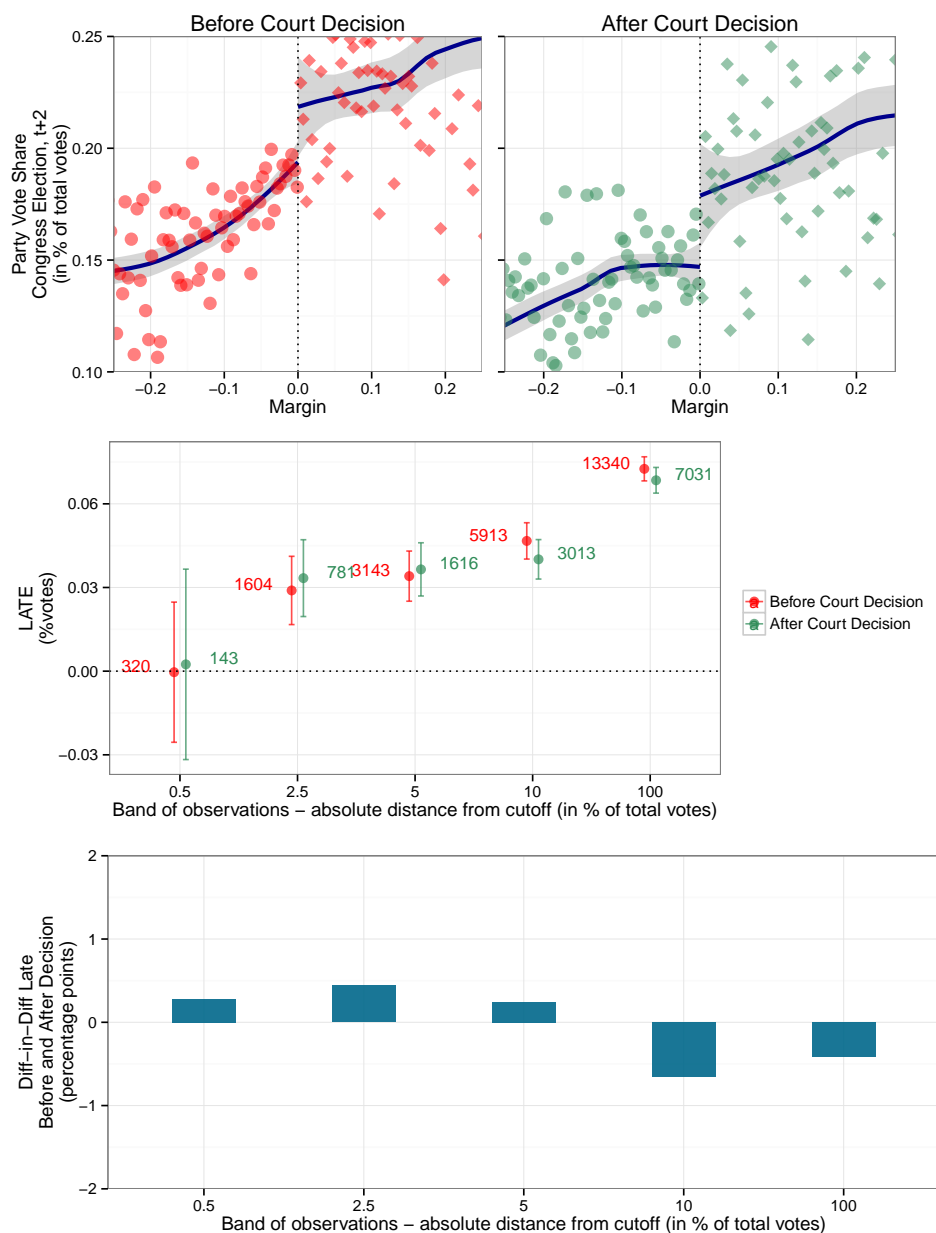 Before Court Decision
After Court Decision
Party Vote Share
Congress Election, t+2
(in % of total votes)
0.25
0.20
0.15
0.10
−0.2 −0.1 0.0 0.1 0.2
Margin
−0.2 −0.1 0.0 0.1 0.2
Margin
LATE
(%votes)
0.06
0.03
0.00
−0.03
320
143
1604
781
3143
1616
5913
3013
13340
7031
0.5 2.5 5 10 100
Band of observations − absolute distance from cutoff (in % of total votes)
Before Court Decision
After Court Decision
Diff−in−Diff Late
Before and After Decision
(percentage points)
2
1
0
−1
−2
0.5 2.5 5 10 100
Band of observations − absolute distance from cutoff (in % of total votes)